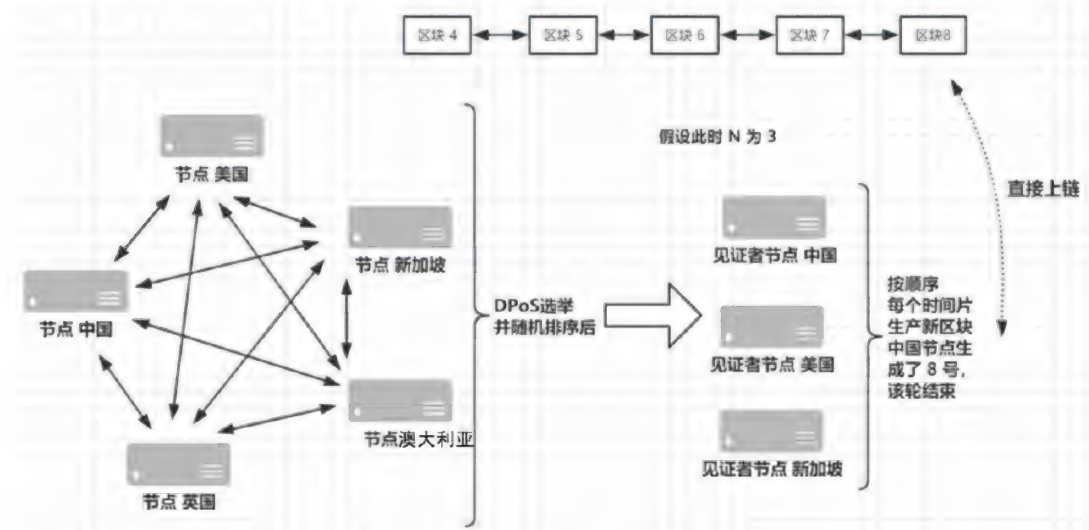 区块 4
区块 5
区块 6
区块 7
区块8
假设此时 N 为 3
节点 美国
节点 新加坡
节点 中国
节点澳大利亚
节点 英国
DPoS选举
并随机排序后
见证者节点 中国
见证者节点 美国
见证者节点 新加坡
按顺序
每个时间片
生产新区块
中国节点生
成了 8 号,
该轮结束
直接上链